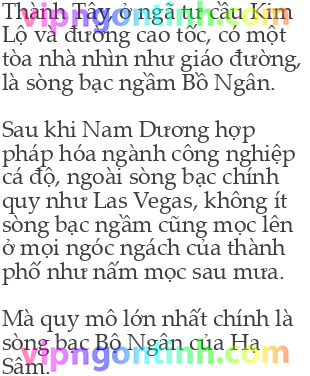 Thành Tây, ở ngã tư cầu Kim
Lộ và đường cao tốc, có một
tòa nhà nhìn như giáo đường,
là sòng bạc ngầm Bồ Ngân.
Sau khi Nam Dương hợp
pháp hóa ngành công nghiệp
cá độ, ngoài sòng bạc chính
quy như Las Vegas, không ít
sòng bạc ngầm cũng mọc lên
ở mọi ngóc ngách của thành
phố như nấm mọc sau mưa.
Mà quy mô lớn nhất chính là
sòng bạc Bộ Ngân của Hạ
Sâm.
vipngontinh.com
vipngontinh.com